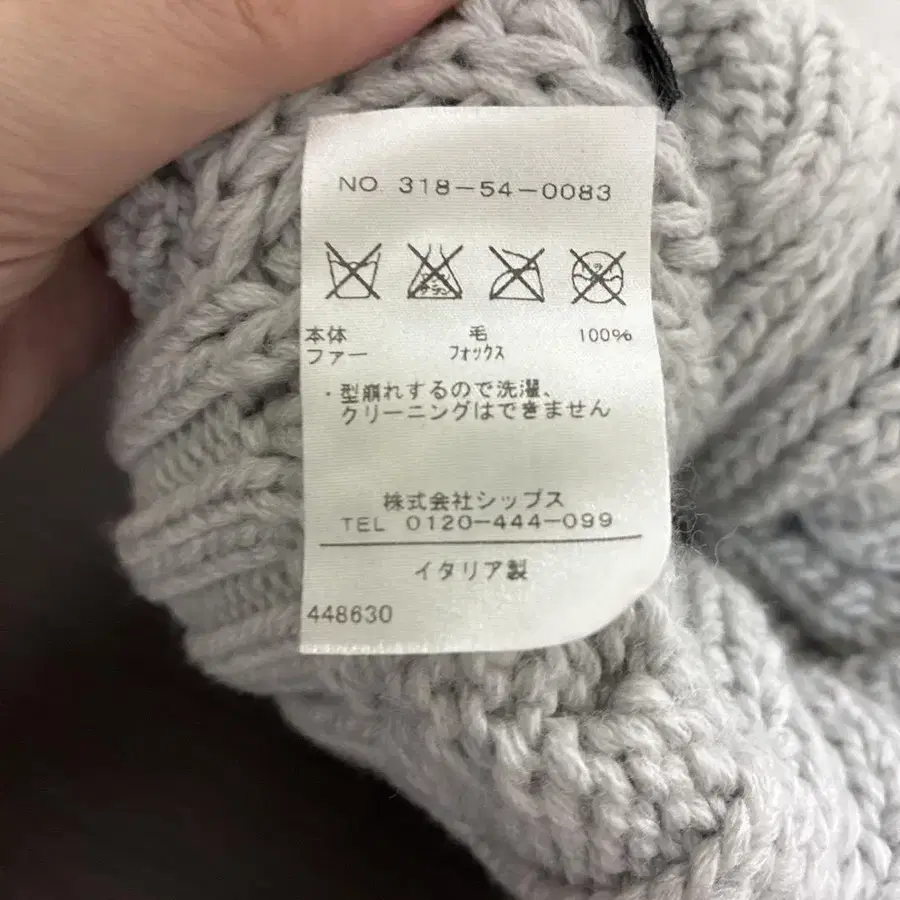 NO. 318-54-0083
本体 毛 100%
ファー フォックス
・型崩れするので洗濯、
クリーニングはできません
株式会社シップス
TEL 0120-444-099
イタリア製
448630